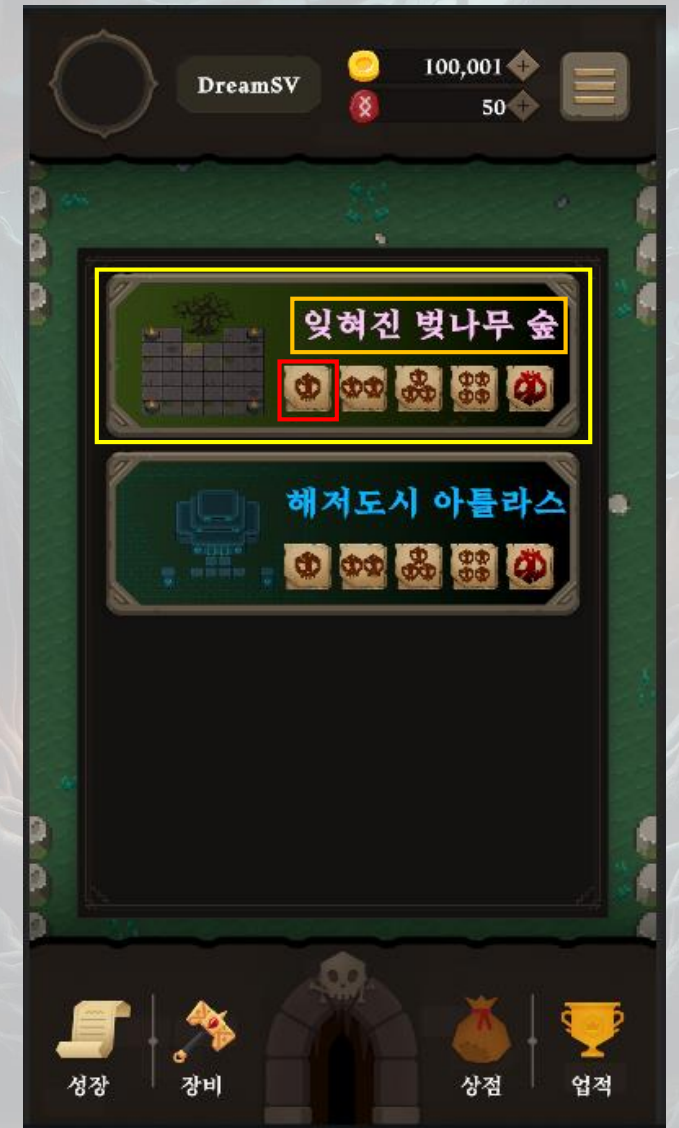 DreamSV
100,001
50
잊혀진 벚나무 숲
해저도시 아틀라스
성장
장비
상점
업적